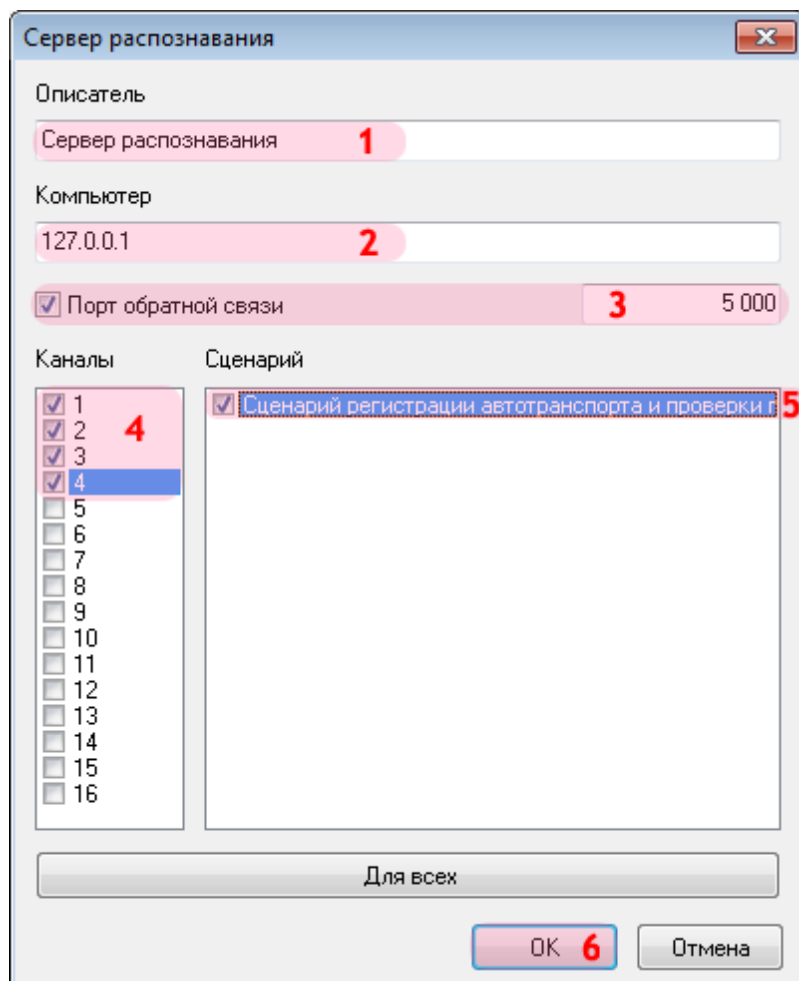 Сервер распознавания
Описатель
Сервер распознавания 1
Компьютер
127.0.0.1 2
Порт обратной связи 3 5 000
Каналы Сценарий
1 Сценарий регистрации автотранспорта и проверки 5
2 4
3
4
5
6
7
8
9
10
11
12
13
14
15
16
Для всех
OK 6 Отмена